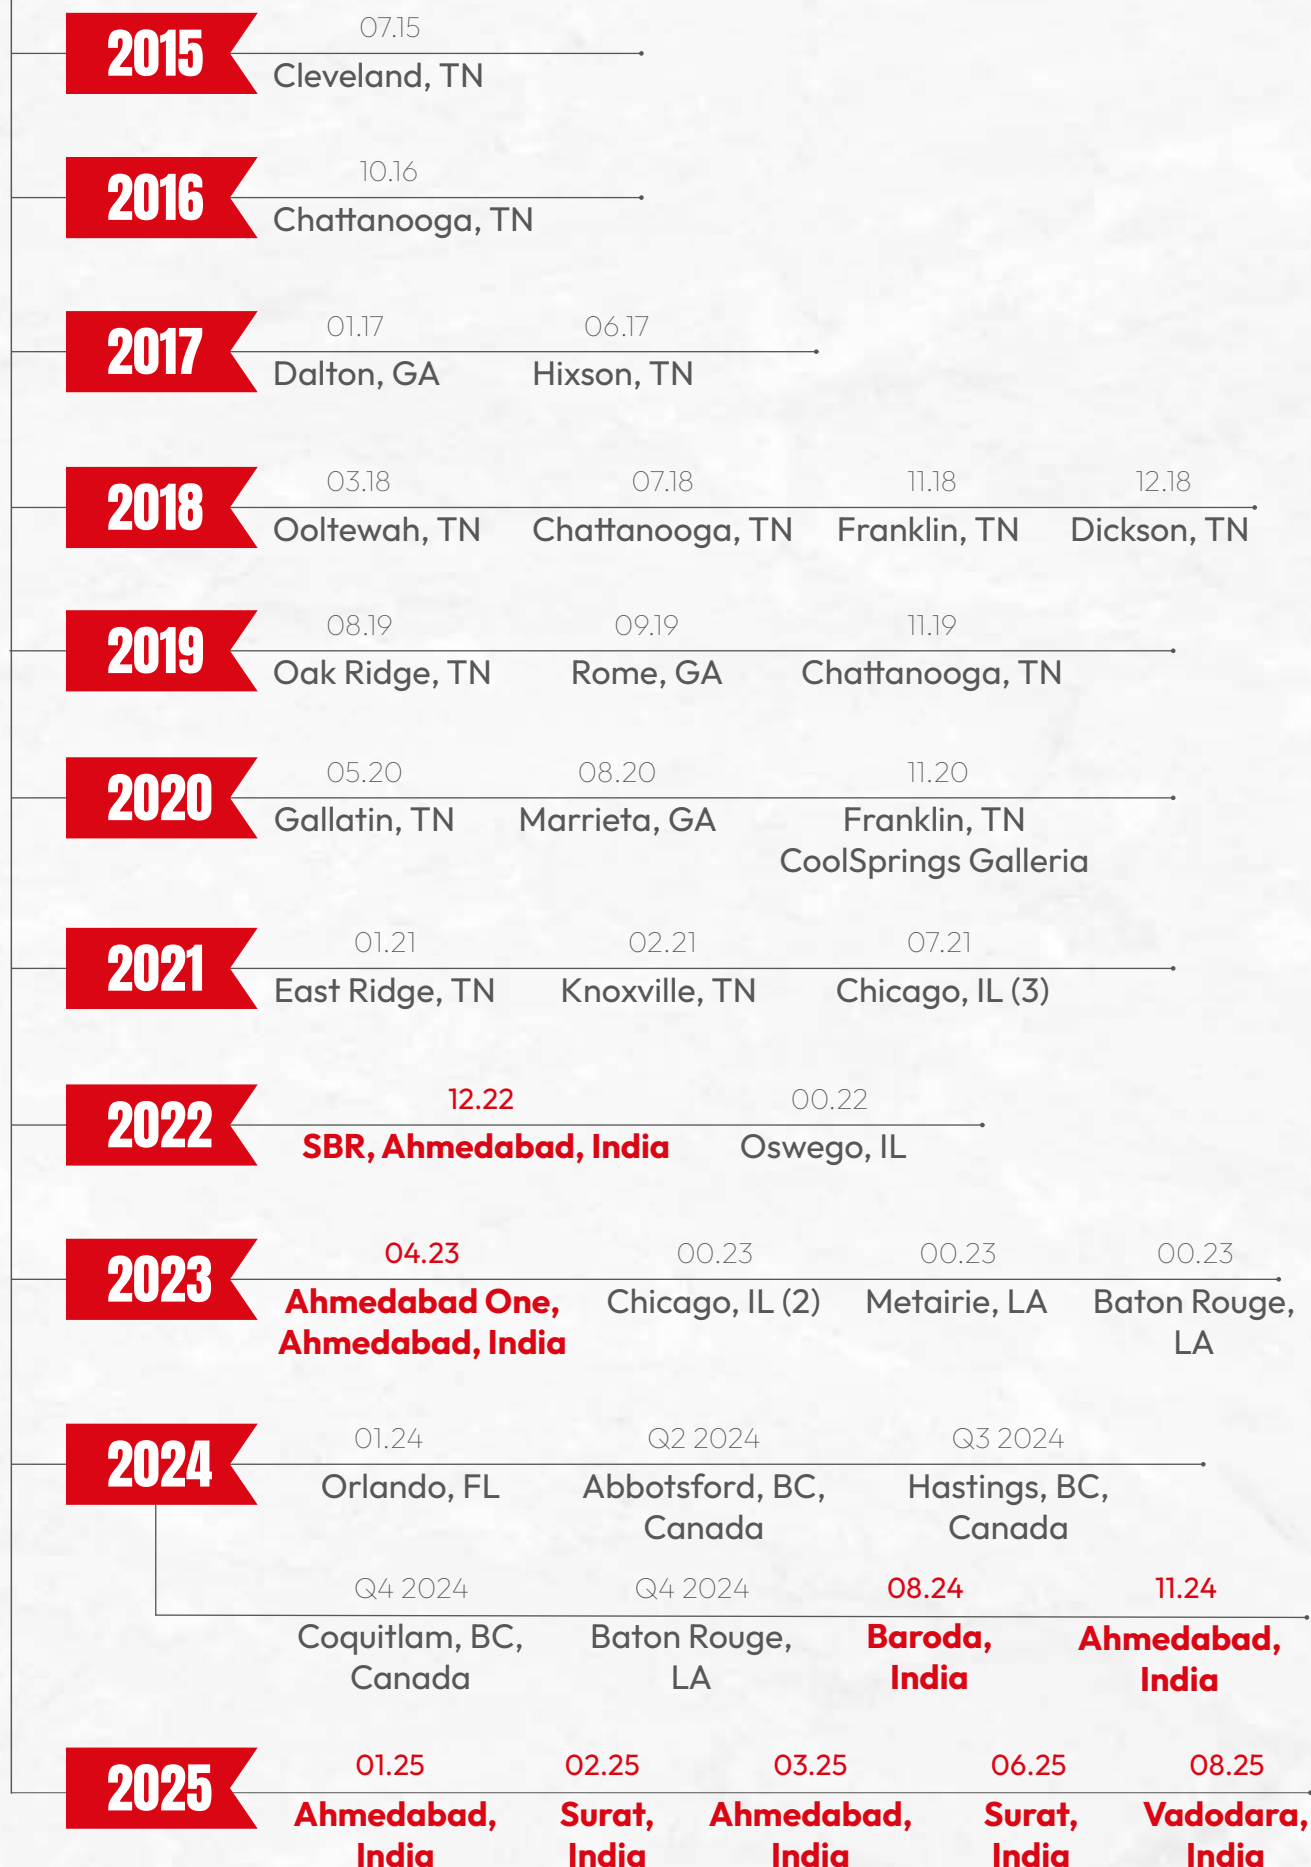 2015
07.15
Cleveland, TN
2016
10.16
Chattanooga, TN
2017
01.17
06.17
Dalton, GA
Hixson, TN
2018
03.18
07.18
11.18
12.18
Ooltewah, TN
Chattanooga, TN
Franklin, TN
Dickson, TN
2019
08.19
09.19
11.19
Oak Ridge, TN
Rome, GA
Chattanooga, TN
2020
05.20
08.20
11.20
Gallatin, TN
Marrieta, GA
Franklin, TN
CoolSprings Galleria
2021
01.21
02.21
07.21
East Ridge, TN
Knoxville, TN
Chicago, IL (3)
2022
12.22
00.22
SBR, Ahmedabad, India
Oswego, IL
2023
04.23
00.23
00.23
00.23
Ahmedabad One,
Ahmedabad, India
Chicago, IL (2)
Metairie, LA
Baton Rouge,
LA
2024
01.24
Q2 2024
Q3 2024
Orlando, FL
Abbotsford, BC,
Canada
Hastings, BC,
Canada
Q4 2024
Q4 2024
08.24
11.24
Coquitlam, BC,
Canada
Baton Rouge,
LA
Baroda,
India
Ahmedabad,
India
2025
01.25
02.25
03.25
06.25
08.25
Ahmedabad,
India
Surat,
India
Ahmedabad,
India
Surat,
India
Vadodara,
India